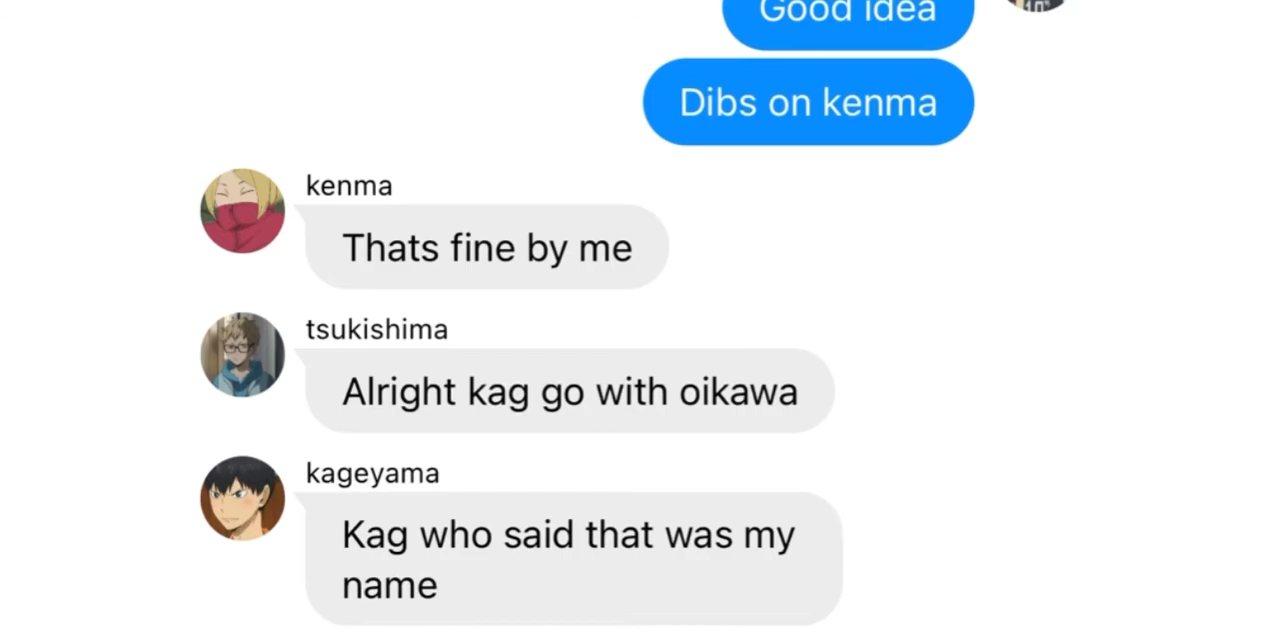 Good idea
Dibs on kenma
kenma
Thats fine by me
tsukishima
Alright kag go with oikawa
kageyama
Kag who said that was my
name